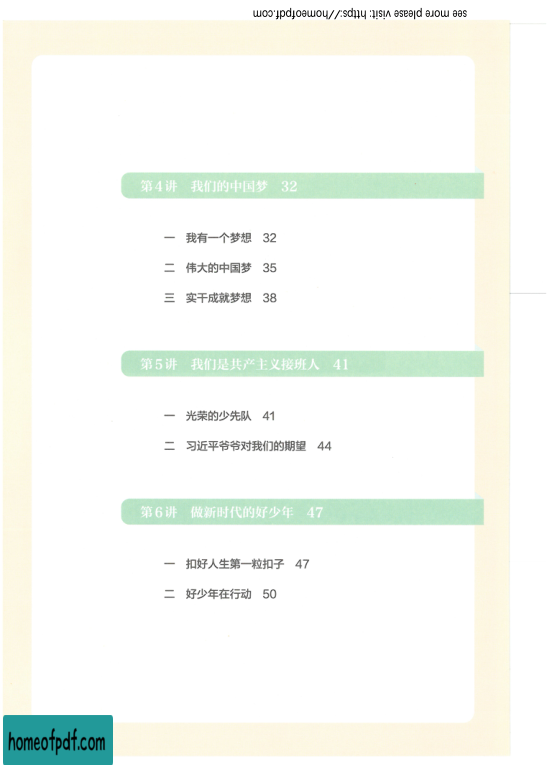 see more please visit: https://homeofpdf.com
第4讲 我们的中国梦 32
一 我有一个梦想 32
二 伟大的中国梦 35
三 实干成就梦想 38
第5讲 我们是共产主义接班人 41
一 光荣的少先队 41
二 习近平爷爷对我们的期望 44
第6讲 做新时代的好少年 47
一 扣好人生第一粒扣子 47
二 好少年在行动 50
homeofpdf.com